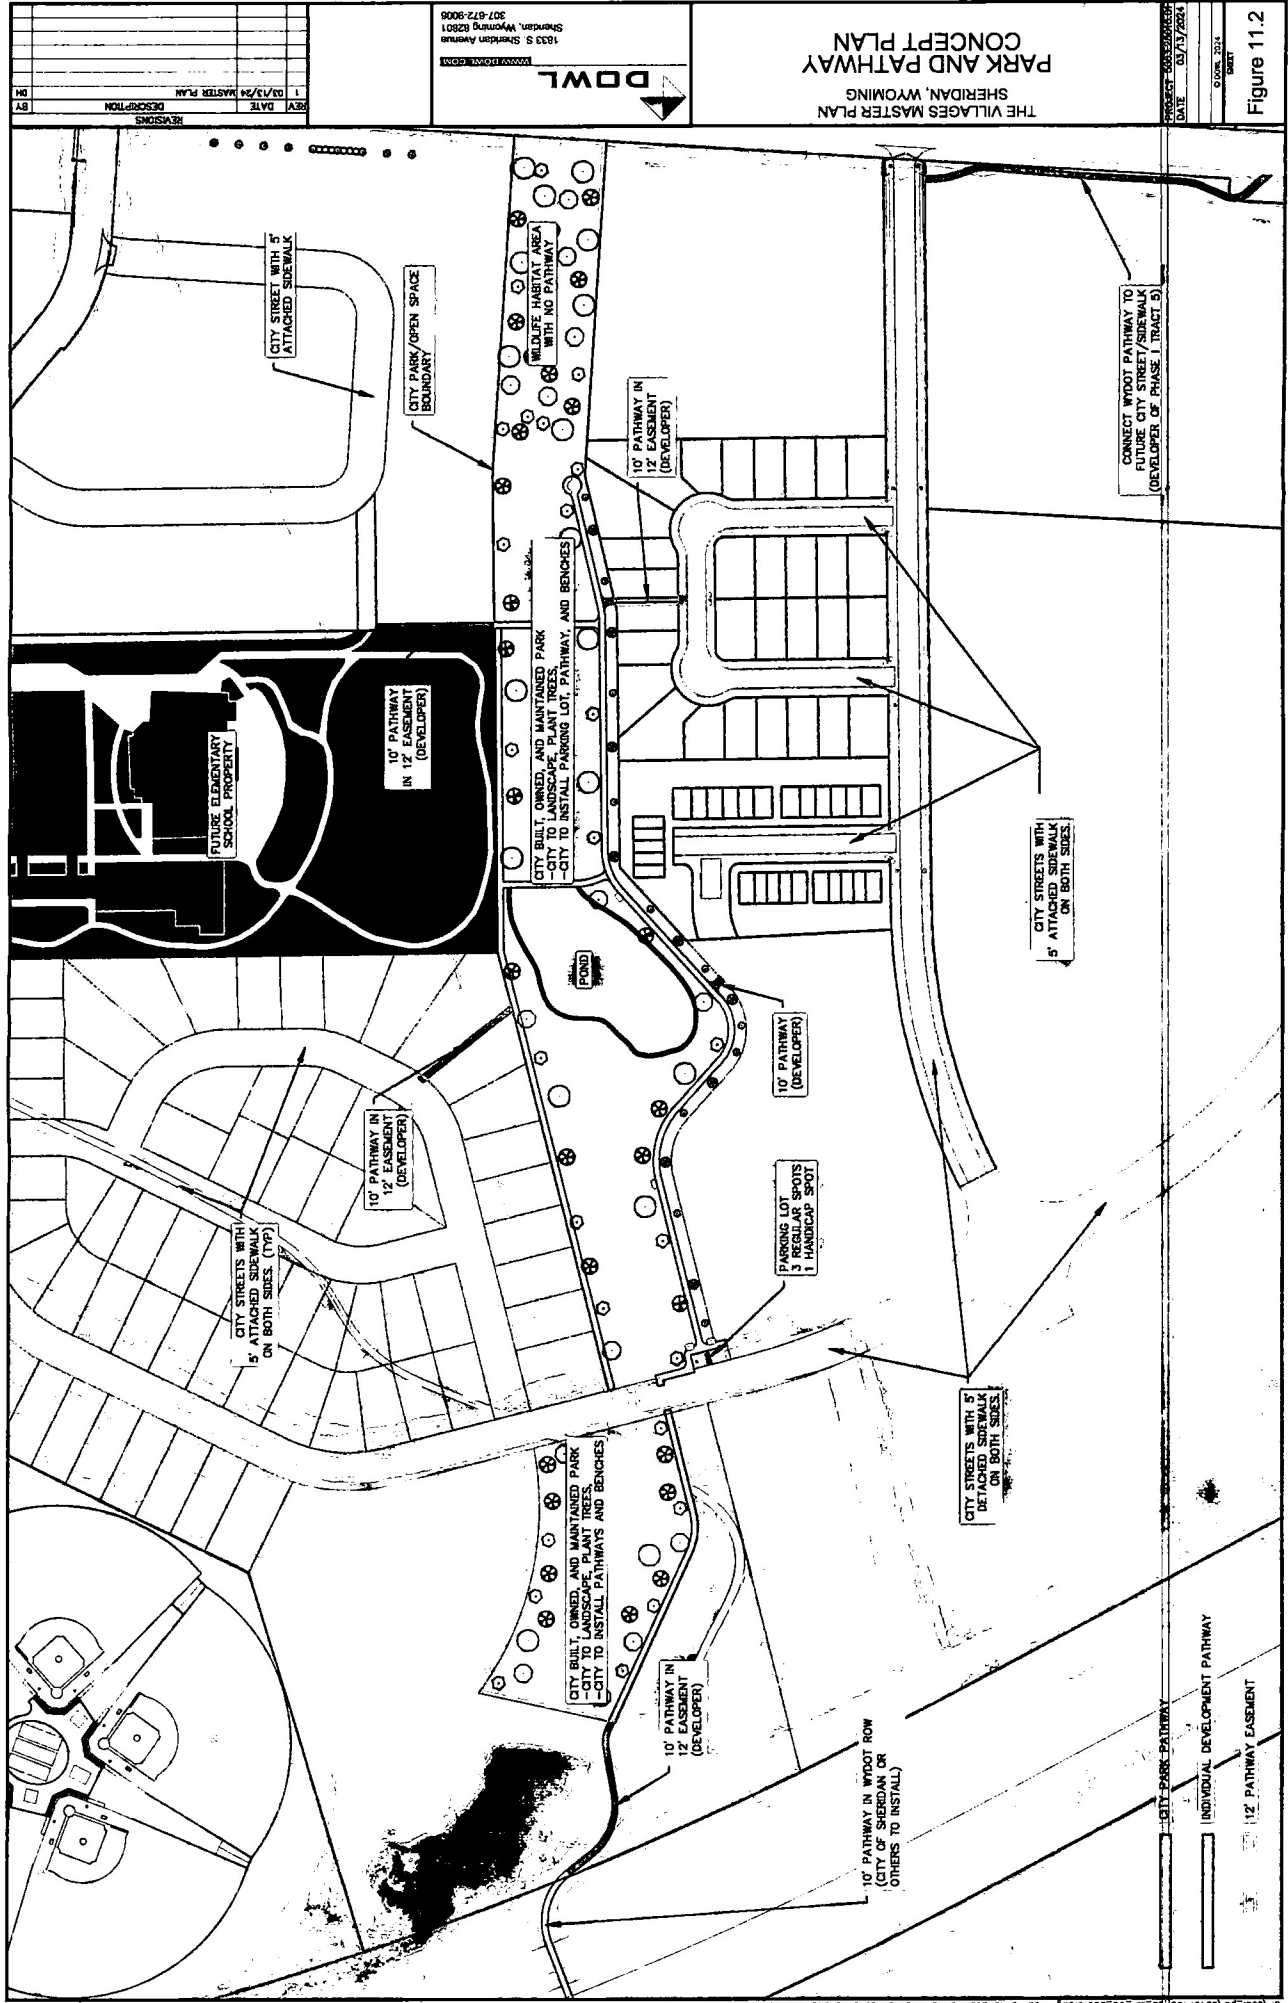 REVISIONS
REV
DATE
DESCRIPTION
BY
1
03/13/24
MASTER PLAN
DH
DOWL
WWW.DOWL.COM
1833 S. Sheridan Avenue
Sheridan, Wyoming 82801
307-672-9006
THE VILLAGES MASTER PLAN
SHERIDAN, WYOMING
PARK AND PATHWAY
CONCEPT PLAN
PROJECT
DATE 03/13/2024
© DOWL 2024
SHEET
Figure 11.2
CITY STREET WITH 5'
ATTACHED SIDEWALK
CITY PARK/OPEN SPACE
BOUNDARY
WILDLIFE HABITAT AREA
WITH NO PATHWAY
10' PATHWAY IN
12' EASEMENT
(DEVELOPER)
CONNECT WYDOT PATHWAY TO
FUTURE CITY STREET/SIDEWALK
(DEVELOPER OF PHASE I TRACT 5)
FUTURE ELEMENTARY
SCHOOL PROPERTY
10' PATHWAY
IN 12' EASEMENT
(DEVELOPER)
CITY BUILT, OWNED, AND MAINTAINED PARK
-CITY TO LANDSCAPE, PLANT TREES,
-CITY TO INSTALL PARKING LOT, PATHWAY, AND BENCHES
CITY STREETS WITH
5' ATTACHED SIDEWALK
ON BOTH SIDES.
POND
10' PATHWAY
(DEVELOPER)
10' PATHWAY IN
12' EASEMENT
(DEVELOPER)
CITY STREETS WITH
5' ATTACHED SIDEWALK
ON BOTH SIDES. (TYP)
PARKING LOT
3 REGULAR SPOTS
1 HANDICAP SPOT
CITY STREETS WITH 5'
DETACHED SIDEWALK
ON BOTH SIDES.
CITY BUILT, OWNED, AND MAINTAINED PARK
-CITY TO LANDSCAPE, PLANT TREES,
-CITY TO INSTALL PATHWAYS AND BENCHES
10' PATHWAY IN
12' EASEMENT
(DEVELOPER)
10' PATHWAY IN WYDOT ROW
(CITY OF SHERIDAN OR
OTHERS TO INSTALL)
CITY PARK PATHWAY
INDIVIDUAL DEVELOPMENT PATHWAY
12' PATHWAY EASEMENT